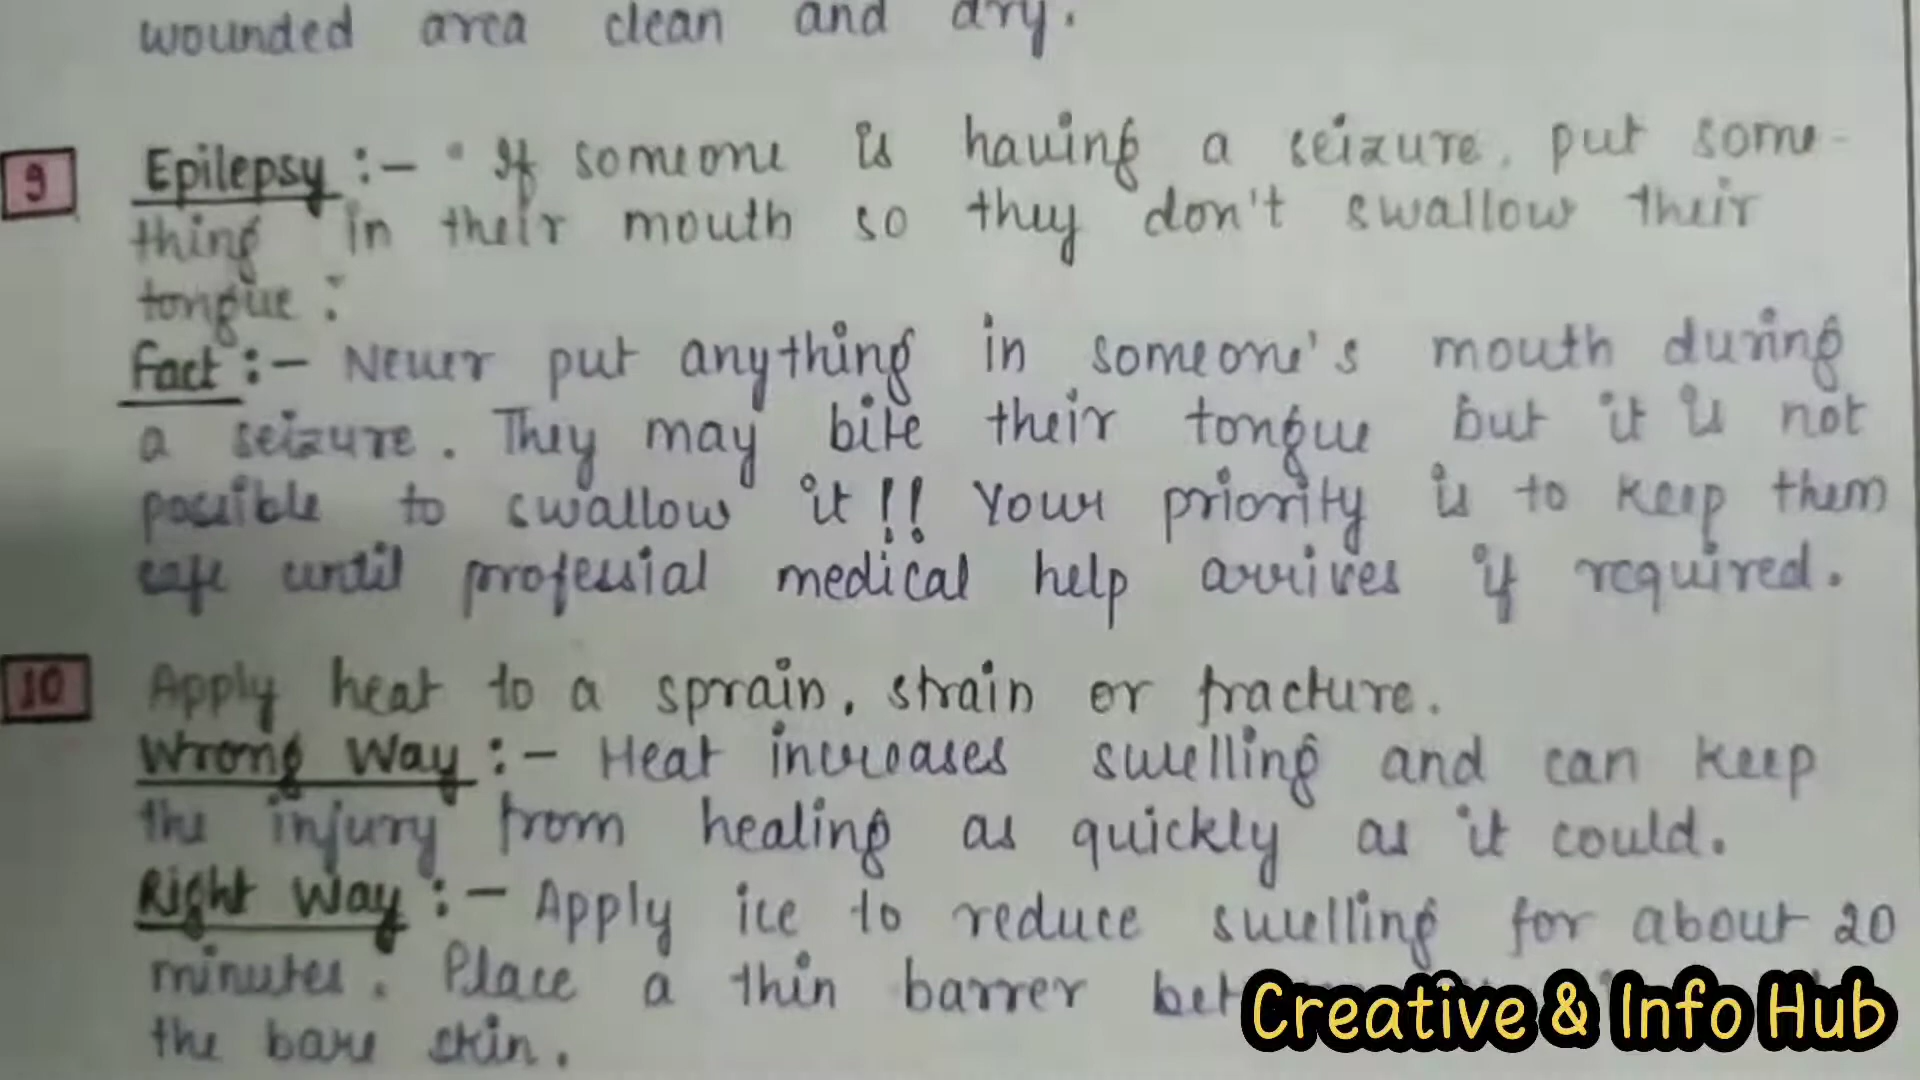 wounded area clean and dry.
9 Epilepsy :- "If someone is having a seizure, put some-
thing in their mouth so they don't swallow their
tongue :"
Fact :- Never put anything in someone's mouth during
a seizure. They may bite their tongue but it is not
possible to swallow it !! Your priority is to keep them
safe until professial medical help arrives if required.
10 Apply heat to a sprain, strain or fracture.
Wrong Way :- Heat increases swelling and can keep
the injury from healing as quickly as it could.
Right Way :- Apply ice to reduce swelling for about 20
minutes. Place a thin barrer
the bare skin.
Creative & Info Hub